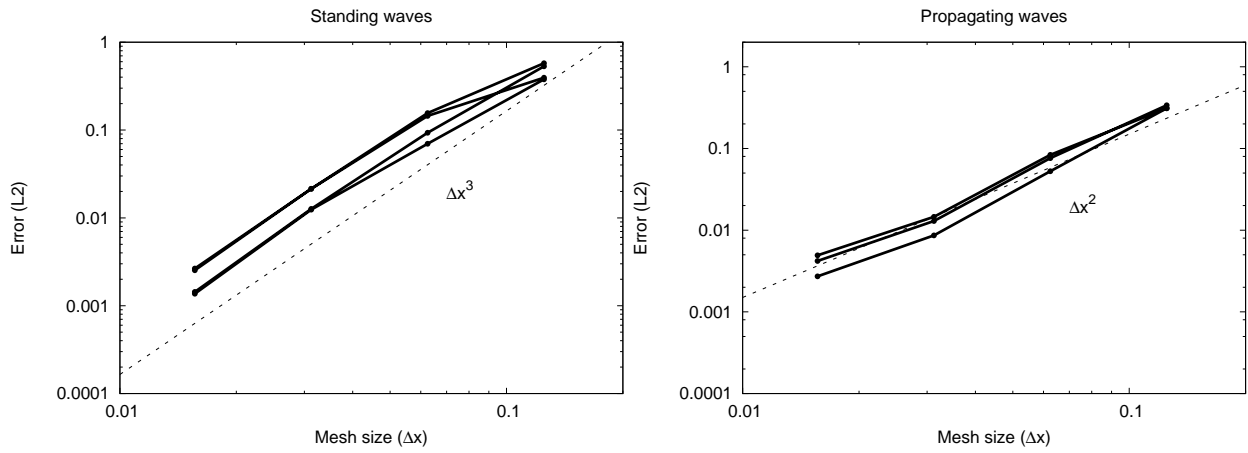 Standing waves
1
0.1
0.01
0.001
0.0001
Error (L2)
Δx³
0.01
0.1
Mesh size (Δx)
Propagating waves
1
0.1
0.01
0.001
0.0001
Error (L2)
Δx²
0.01
0.1
Mesh size (Δx)